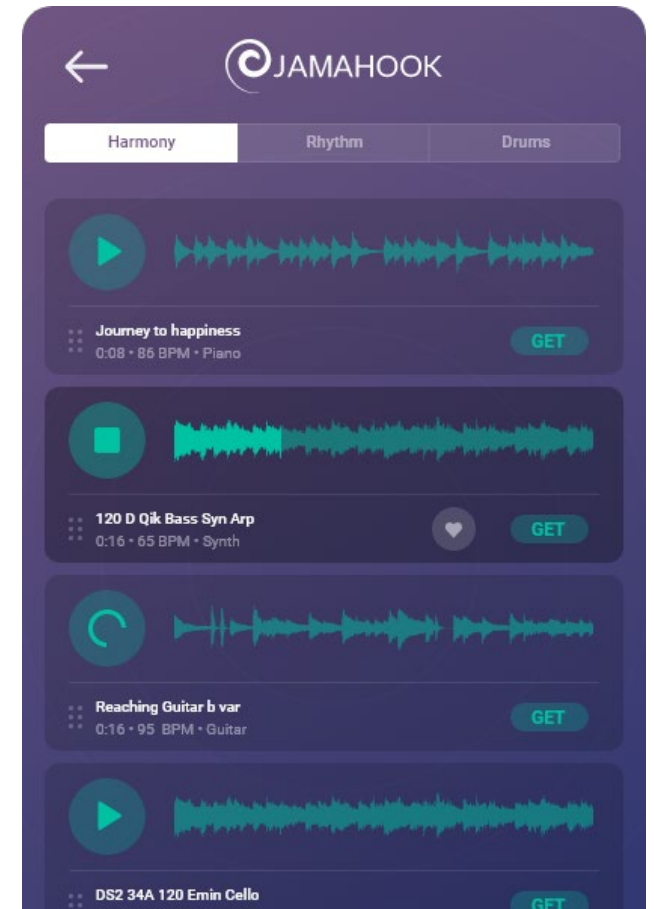 JAMAHOOK
Harmony Rhythm Drums
Journey to happiness
0:08 • 86 BPM • Piano
GET
120 D Qik Bass Syn Arp
0:16 • 65 BPM • Synth
GET
Reaching Guitar b var
0:16 • 95 BPM • Guitar
GET
DS2 34A 120 Emin Cello
GET